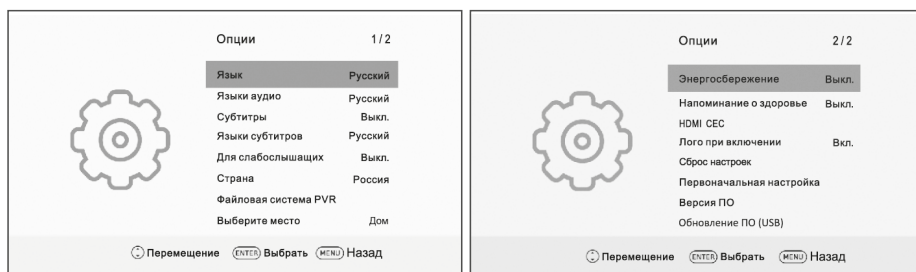 Опции 1/2
Язык Русский
Языки аудио Русский
Субтитры Выкл.
Языки субтитров Русский
Для слабослышащих Выкл.
Страна Россия
Файловая система PVR
Выберите место Дом
Перемещение ENTER Выбрать MENU Назад
Опции 2/2
Энергосбережение Выкл.
Напоминание о здоровье Выкл.
HDMI CEC
Лого при включении Вкл.
Сброс настроек
Первоначальная настройка
Версия ПО
Обновление ПО (USB)
Перемещение ENTER Выбрать MENU Назад